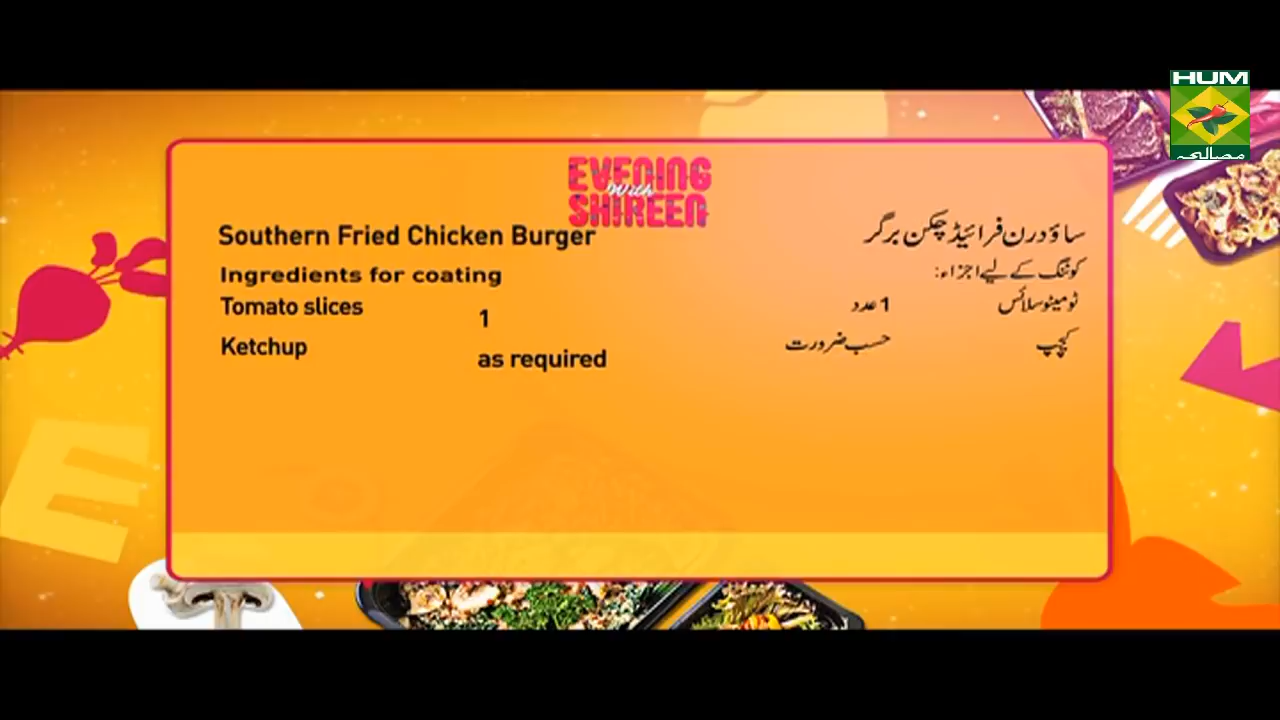 HUM
مصالحہ
EVENING
With
SHIREEN
Southern Fried Chicken Burger
ساؤدرن فرائیڈ چکن برگر
Ingredients for coating
کوٹنگ کے لیے اجزاء:
Tomato slices 1
ٹومیٹو سلائس 1 عدد
Ketchup as required
کیچپ حسب ضرورت
E